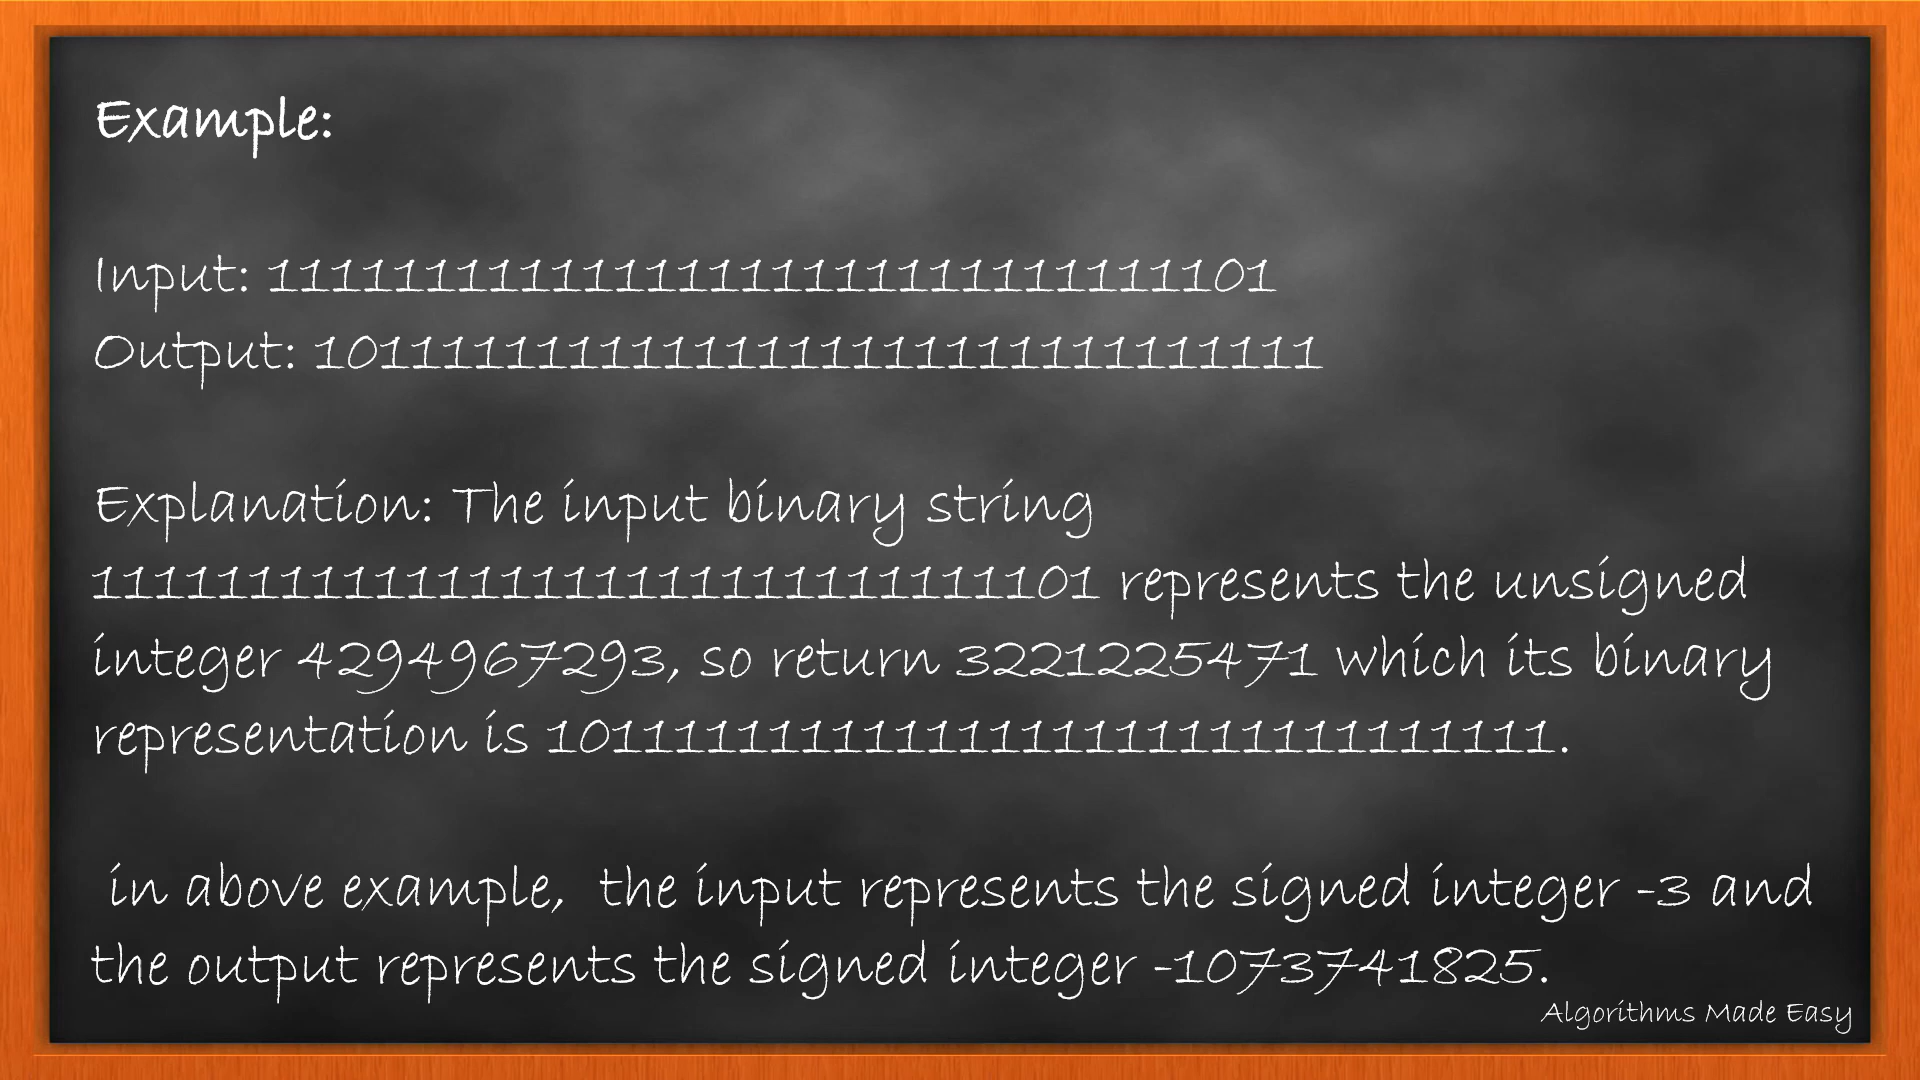 Example:
Input: 11111111111111111111111111111101
Output: 10111111111111111111111111111111
Explanation: The input binary string
11111111111111111111111111111101 represents the unsigned
integer 4294967293, so return 3221225471 which its binary
representation is 10111111111111111111111111111111.
in above example, the input represents the signed integer -3 and
the output represents the signed integer -1073741825.
Algorithms Made Easy